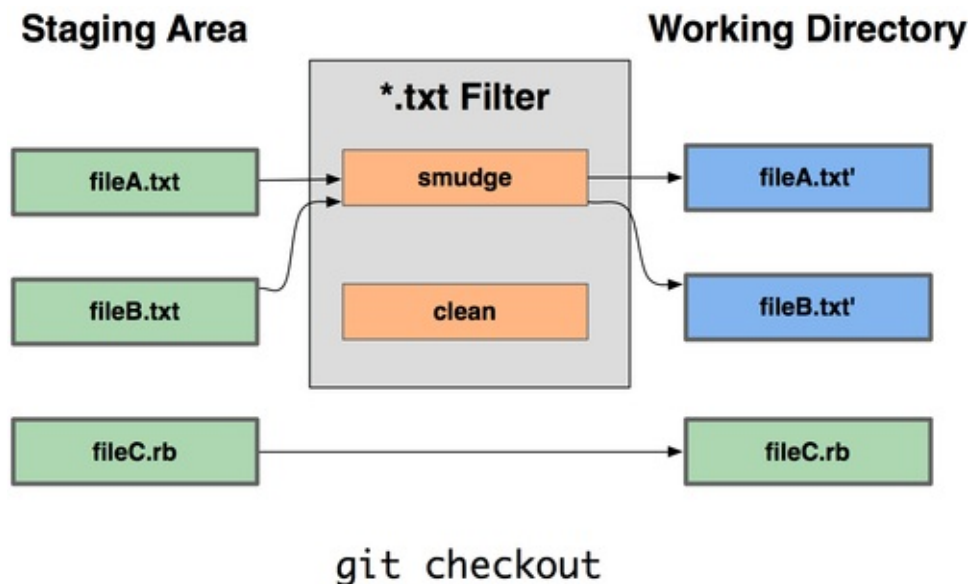 Staging Area
Working Directory
*.txt Filter
fileA.txt
smudge
fileA.txt'
fileB.txt
clean
fileB.txt'
fileC.rb
fileC.rb
git checkout